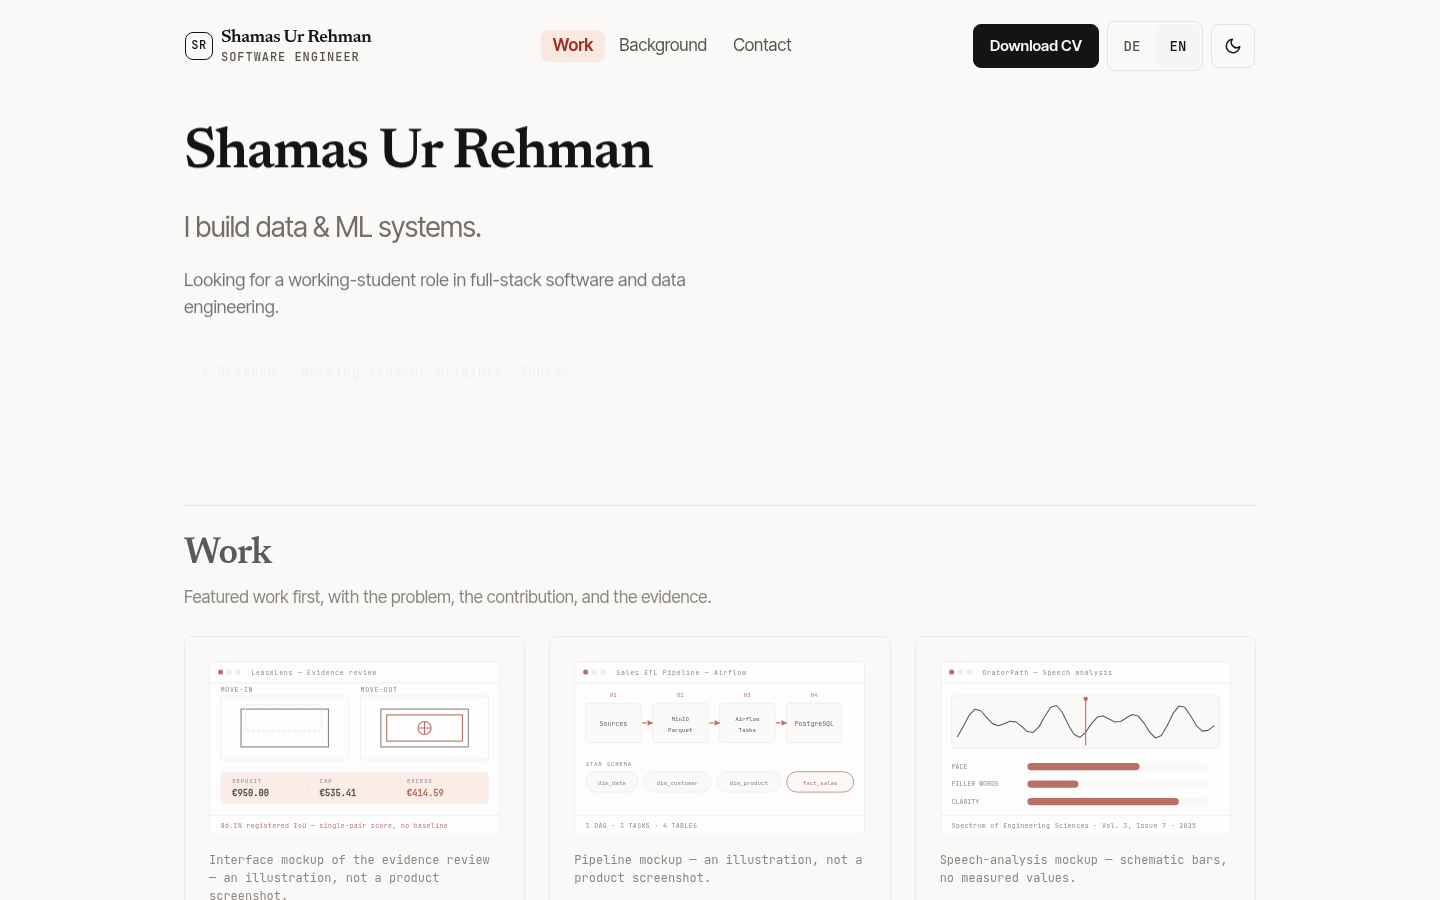 SR
Shamas Ur Rehman
SOFTWARE ENGINEER
Work
Background
Contact
Download CV
DE
EN
Shamas Ur Rehman
I build data & ML systems.
Looking for a working-student role in full-stack software and data
engineering.
Dresden · Working-student eligible, 20h/wk
Work
Featured work first, with the problem, the contribution, and the evidence.
LeaseLens — Evidence review
MOVE-IN
MOVE-OUT
DEPOSIT
CAP
EXCESS
€950.00
€535.41
€414.59
86.1% registered IoU — single-pair score, no baseline
Interface mockup of the evidence review
— an illustration, not a product
screenshot.
Sales ETL Pipeline — Airflow
01
02
03
04
Sources
MinIO
Parquet
Airflow
Tasks
PostgreSQL
STAR SCHEMA
dim_date
dim_customer
dim_product
fact_sales
1 DAG · 5 TASKS · 4 TABLES
Pipeline mockup — an illustration, not a
product screenshot.
OratorPath — Speech analysis
PACE
FILLER WORDS
CLARITY
Spectrum of Engineering Sciences · Vol. 3, Issue 7 · 2025
Speech-analysis mockup — schematic bars,
no measured values.